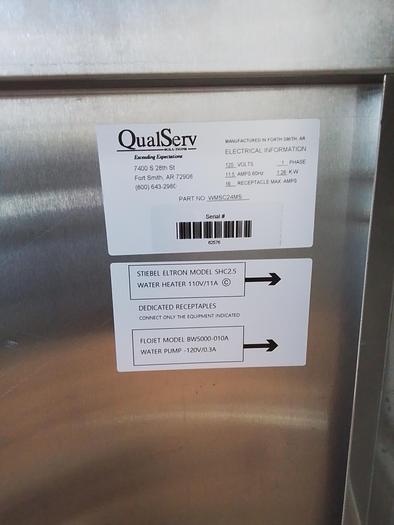 QualServ
SOLUTIONS
Exceeding Expectations
7400 S 28th St
Fort Smith, AR 72908
(800) 643-2980
MANUFACTURED IN FORTH SMITH, AR
ELECTRICAL INFORMATION
120 VOLTS 1 PHASE
11.5 AMPS 60Hz 1.38 K.W
16 RECEPTACLE MAX. AMPS
PART NO. WMSC24MS
Serial #
62576
STIEBEL ELTRON MODEL SHC2.5
WATER HEATER 110V/11A ©
DEDICATED RECEPTAPLES
CONNECT ONLY THE EQUIPMENT INDICATED
FLOJET MODEL BW5000-010A
WATER PUMP -120V/0.3A